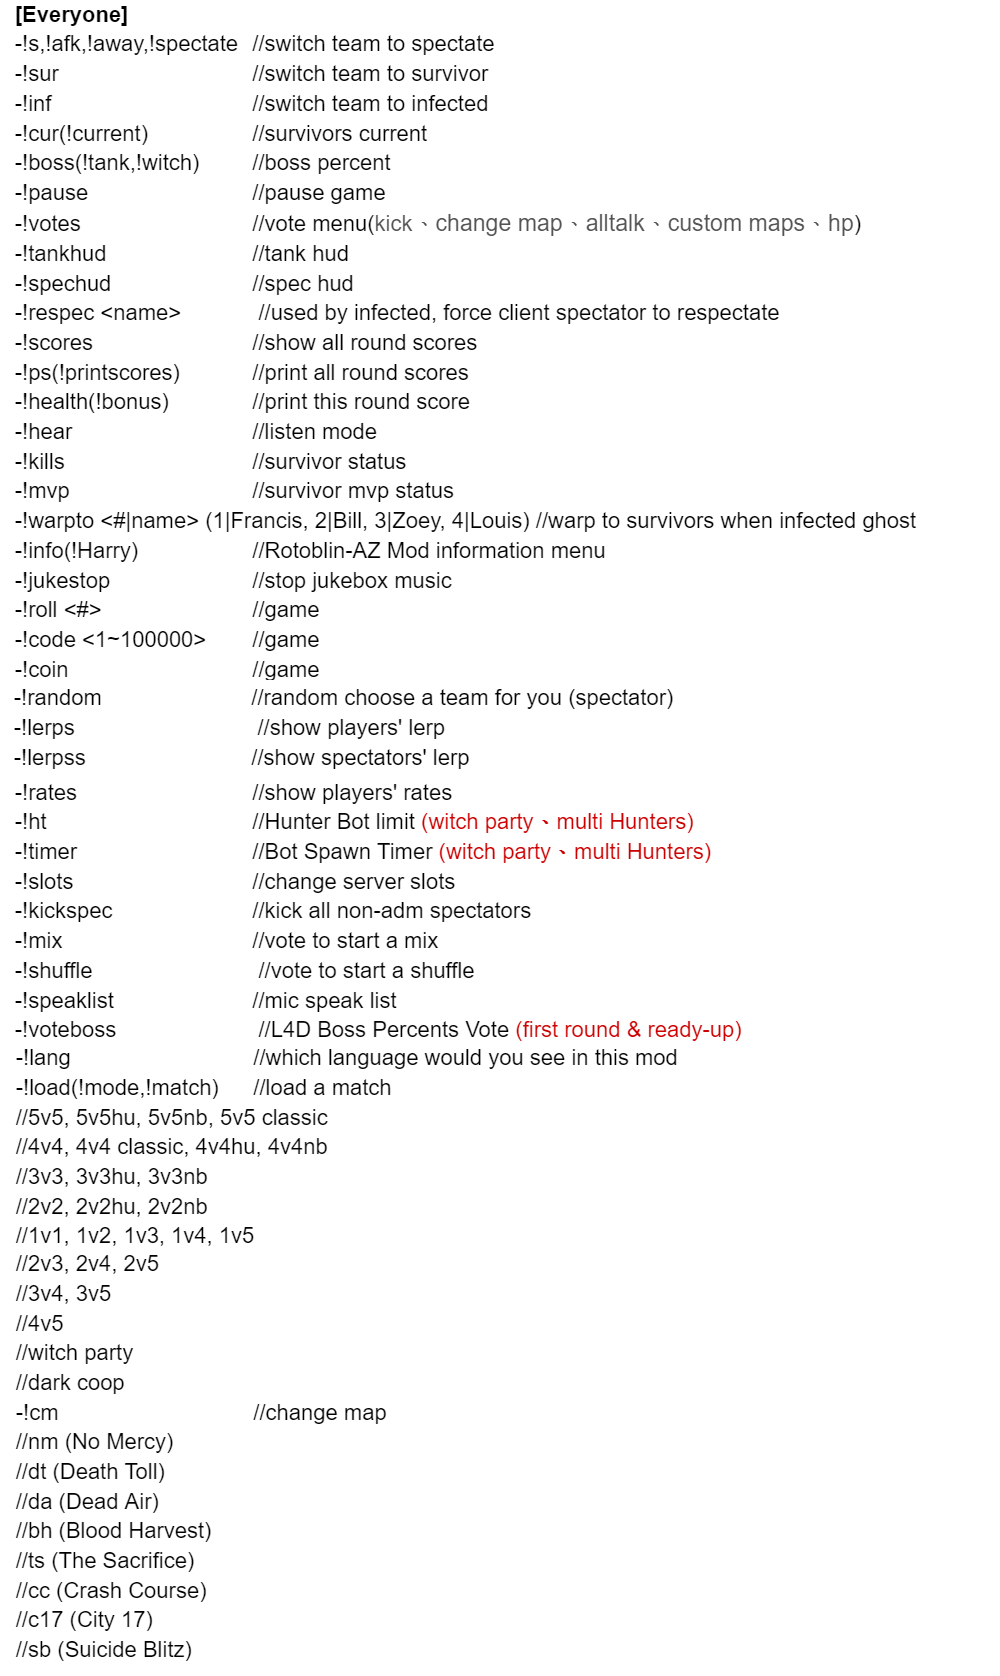 [Everyone]
-!s,!afk,!away,!spectate //switch team to spectate
-!sur //switch team to survivor
-!inf //switch team to infected
-!cur(!current) //survivors current
-!boss(!tank,!witch) //boss percent
-!pause //pause game
-!votes //vote menu(kick、change map、alltalk、custom maps、hp)
-!tankhud //tank hud
-!spechud //spec hud
-!respec <name> //used by infected, force client spectator to respectate
-!scores //show all round scores
-!ps(!printscores) //print all round scores
-!health(!bonus) //print this round score
-!hear //listen mode
-!kills //survivor status
-!mvp //survivor mvp status
-!warpto <#|name> (1|Francis, 2|Bill, 3|Zoey, 4|Louis) //warp to survivors when infected ghost
-!info(!Harry) //Rotoblin-AZ Mod information menu
-!jukestop //stop jukebox music
-!roll <#> //game
-!code <1~100000> //game
-!coin //game
-!random //random choose a team for you (spectator)
-!lerps //show players' lerp
-!lerpss //show spectators' lerp
-!rates //show players' rates
-!ht //Hunter Bot limit (witch party、multi Hunters)
-!timer //Bot Spawn Timer (witch party、multi Hunters)
-!slots //change server slots
-!kickspec //kick all non-adm spectators
-!mix //vote to start a mix
-!shuffle //vote to start a shuffle
-!speaklist //mic speak list
-!voteboss //L4D Boss Percents Vote (first round & ready-up)
-!lang //which language would you see in this mod
-!load(!mode,!match) //load a match
//5v5, 5v5hu, 5v5nb, 5v5 classic
//4v4, 4v4 classic, 4v4hu, 4v4nb
//3v3, 3v3hu, 3v3nb
//2v2, 2v2hu, 2v2nb
//1v1, 1v2, 1v3, 1v4, 1v5
//2v3, 2v4, 2v5
//3v4, 3v5
//4v5
//witch party
//dark coop
-!cm //change map
//nm (No Mercy)
//dt (Death Toll)
//da (Dead Air)
//bh (Blood Harvest)
//ts (The Sacrifice)
//cc (Crash Course)
//c17 (City 17)
//sb (Suicide Blitz)